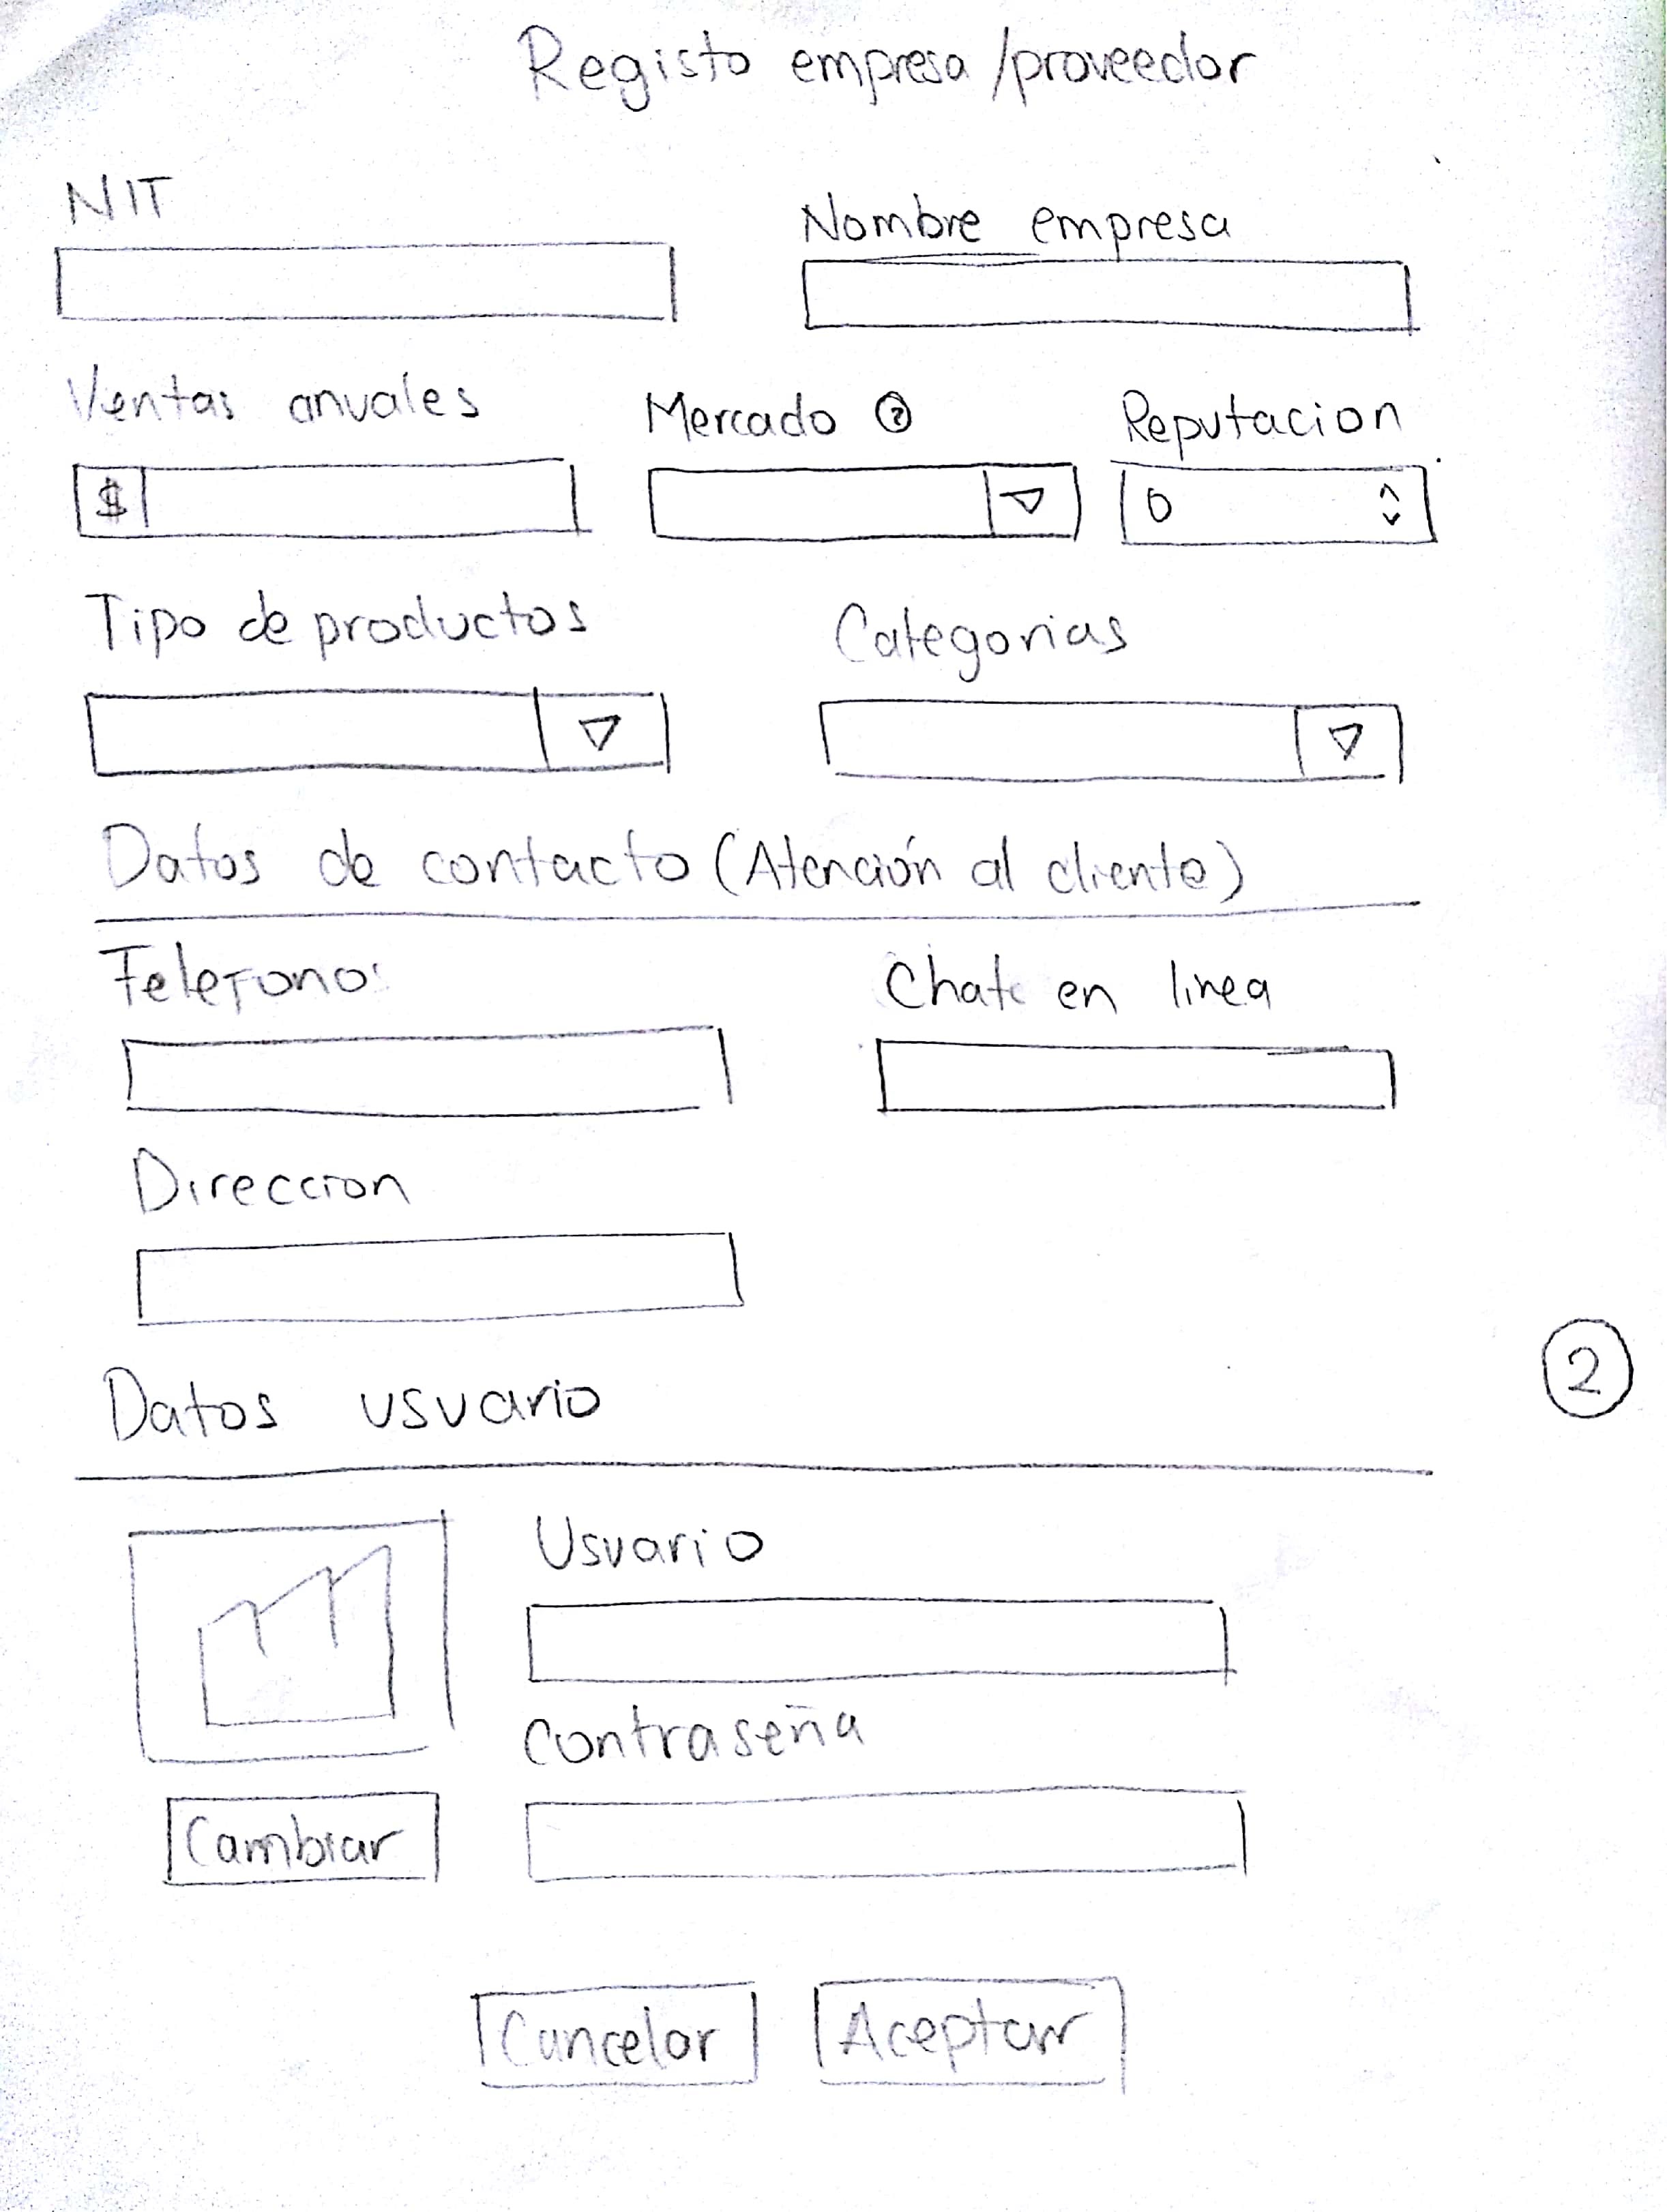 Registo empresa/proveedor
NIT
Nombre empresa
Ventas anuales
Mercado ?
Reputacion
$
0
Tipo de productos
Categorias
Datos de contacto (Atención al cliente)
Telefono
Chat en linea
Direccion
2
Datos usuario
Usuario
Contraseña
Cambiar
Cancelar
Aceptar